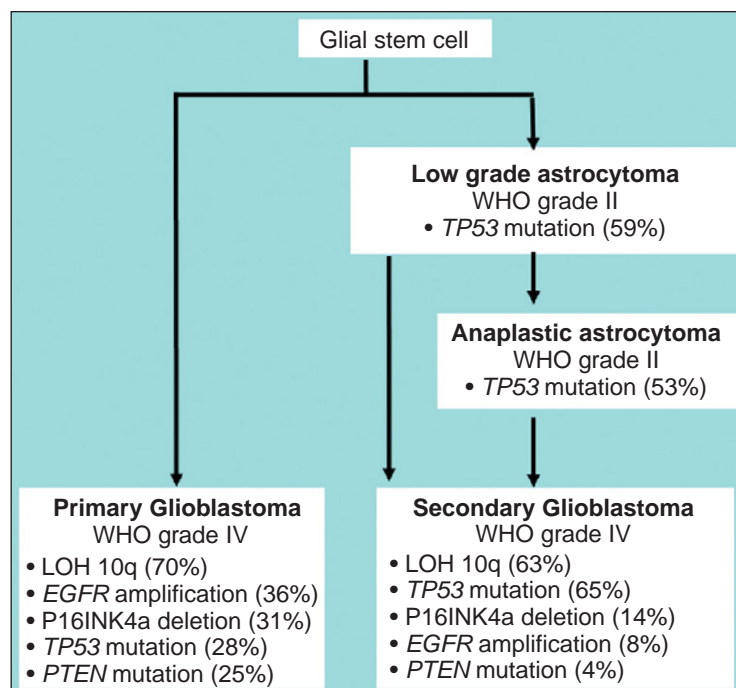 Glial stem cell
Low grade astrocytoma
WHO grade II
• TP53 mutation (59%)
Anaplastic astrocytoma
WHO grade II
• TP53 mutation (53%)
Primary Glioblastoma
WHO grade IV
• LOH 10q (70%)
• EGFR amplification (36%)
• P16INK4a deletion (31%)
• TP53 mutation (28%)
• PTEN mutation (25%)
Secondary Glioblastoma
WHO grade IV
• LOH 10q (63%)
• TP53 mutation (65%)
• P16INK4a deletion (14%)
• EGFR amplification (8%)
• PTEN mutation (4%)